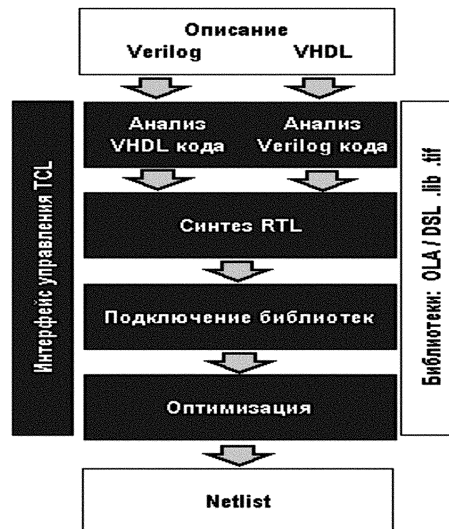 Описание
Verilog VHDL
Анализ
VHDL кода
Анализ
Verilog кода
Синтез RTL
Подключение библиотек
Оптимизация
Netlist
Интерфейс управления TCL
Библиотеки: OLA / DSL .lib .tif